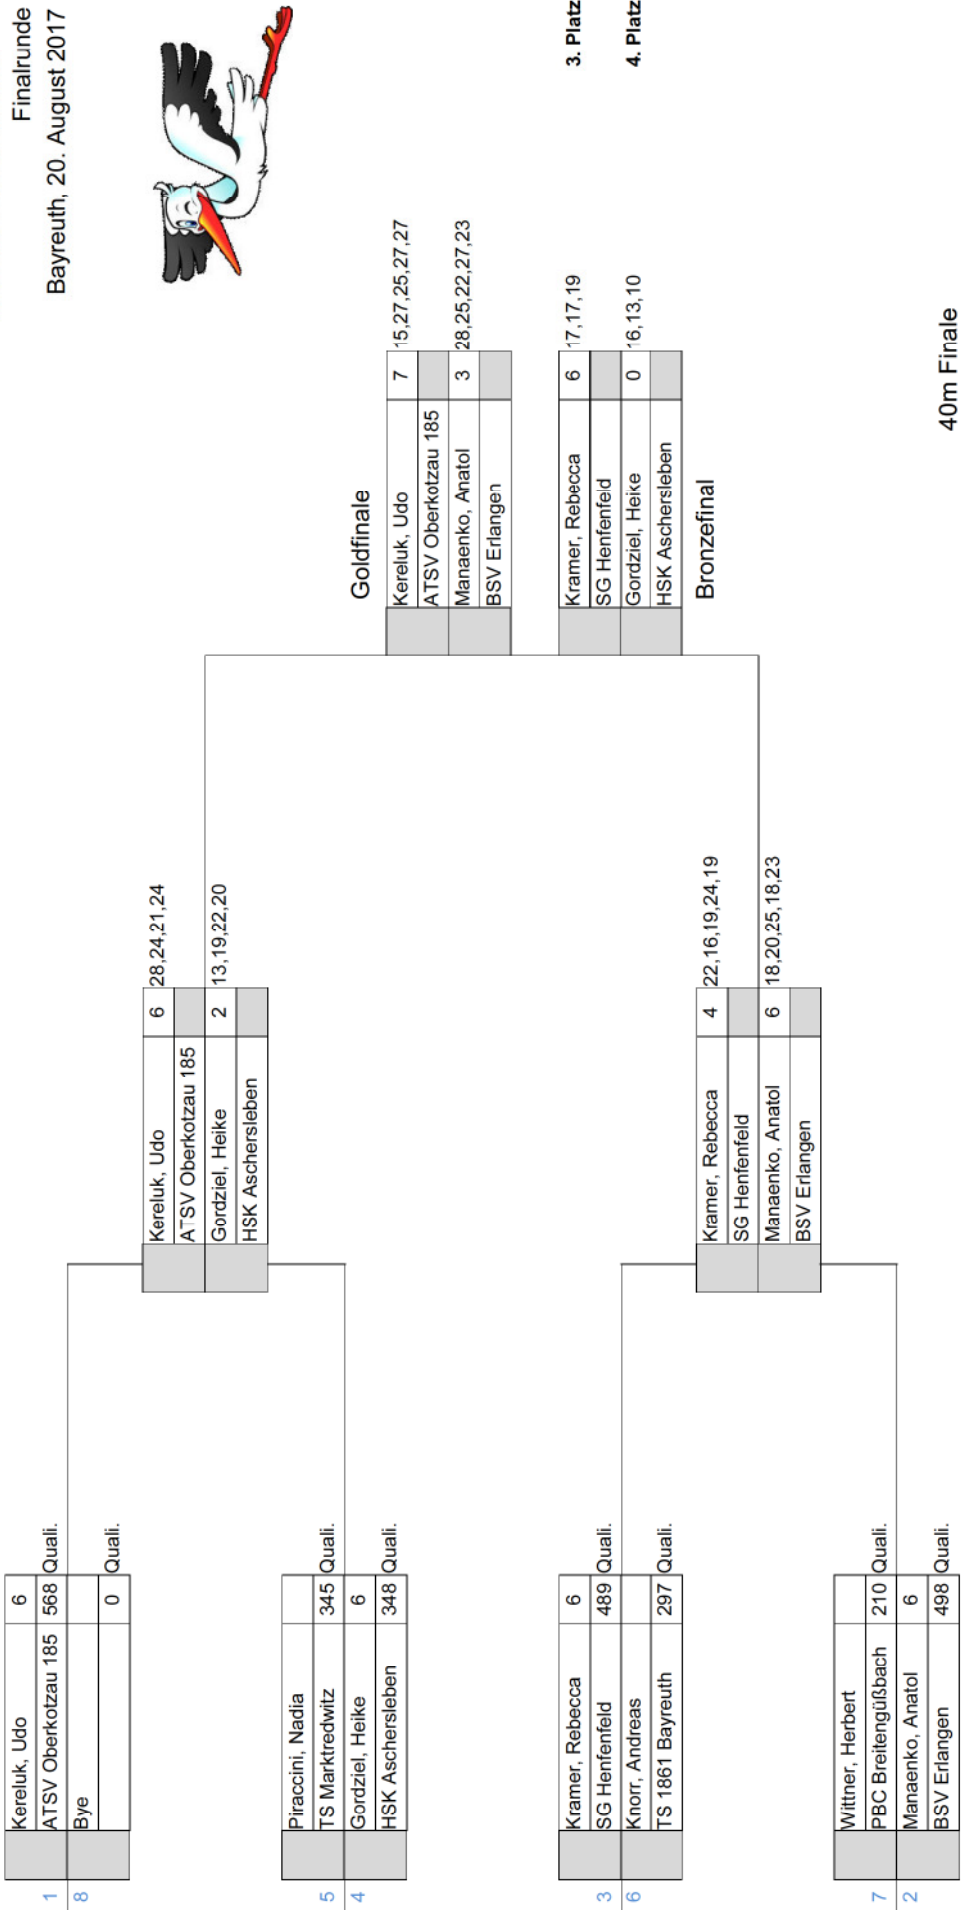 Finalrunde
Bayreuth, 20. August 2017
1 Kereluk, Udo 6
ATSV Oberkotzau 185 568 Quali.
8 Bye
0 Quali.
5 Piraccini, Nadia
TS Marktredwitz 345 Quali.
4 Gordziel, Heike 6
HSK Aschersleben 348 Quali.
3 Kramer, Rebecca 6
SG Henfenfeld 489 Quali.
6 Knorr, Andreas
TS 1861 Bayreuth 297 Quali.
7 Wittner, Herbert
PBC Breitengüßbach 210 Quali.
2 Manaenko, Anatol 6
BSV Erlangen 498 Quali.
Kereluk, Udo 6 28,24,21,24
ATSV Oberkotzau 185
Gordziel, Heike 2 13,19,22,20
HSK Aschersleben
Kramer, Rebecca 4 22,16,19,24,19
SG Henfenfeld
Manaenko, Anatol 6 18,20,25,18,23
BSV Erlangen
Goldfinale
Kereluk, Udo 7 15,27,25,27,27
ATSV Oberkotzau 185
Manaenko, Anatol 3 28,25,22,27,23
BSV Erlangen
Kramer, Rebecca 6 17,17,19
SG Henfenfeld
Gordziel, Heike 0 16,13,10
HSK Aschersleben
Bronzefinal
3. Platz
4. Platz
40m Finale